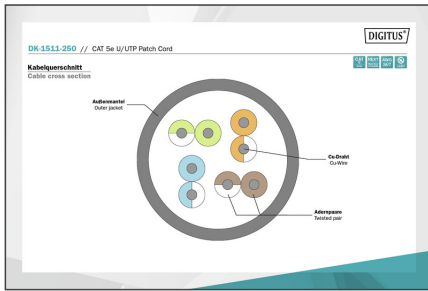 DIGITUS®
DK-1511-250 // CAT 5e U/UTP Patch Cord
Kabelquerschnitt
Cable cross section
Außenmantel
Outer jacket
Cu-Draht
Cu-Wire
Adernpaare
Twisted pair